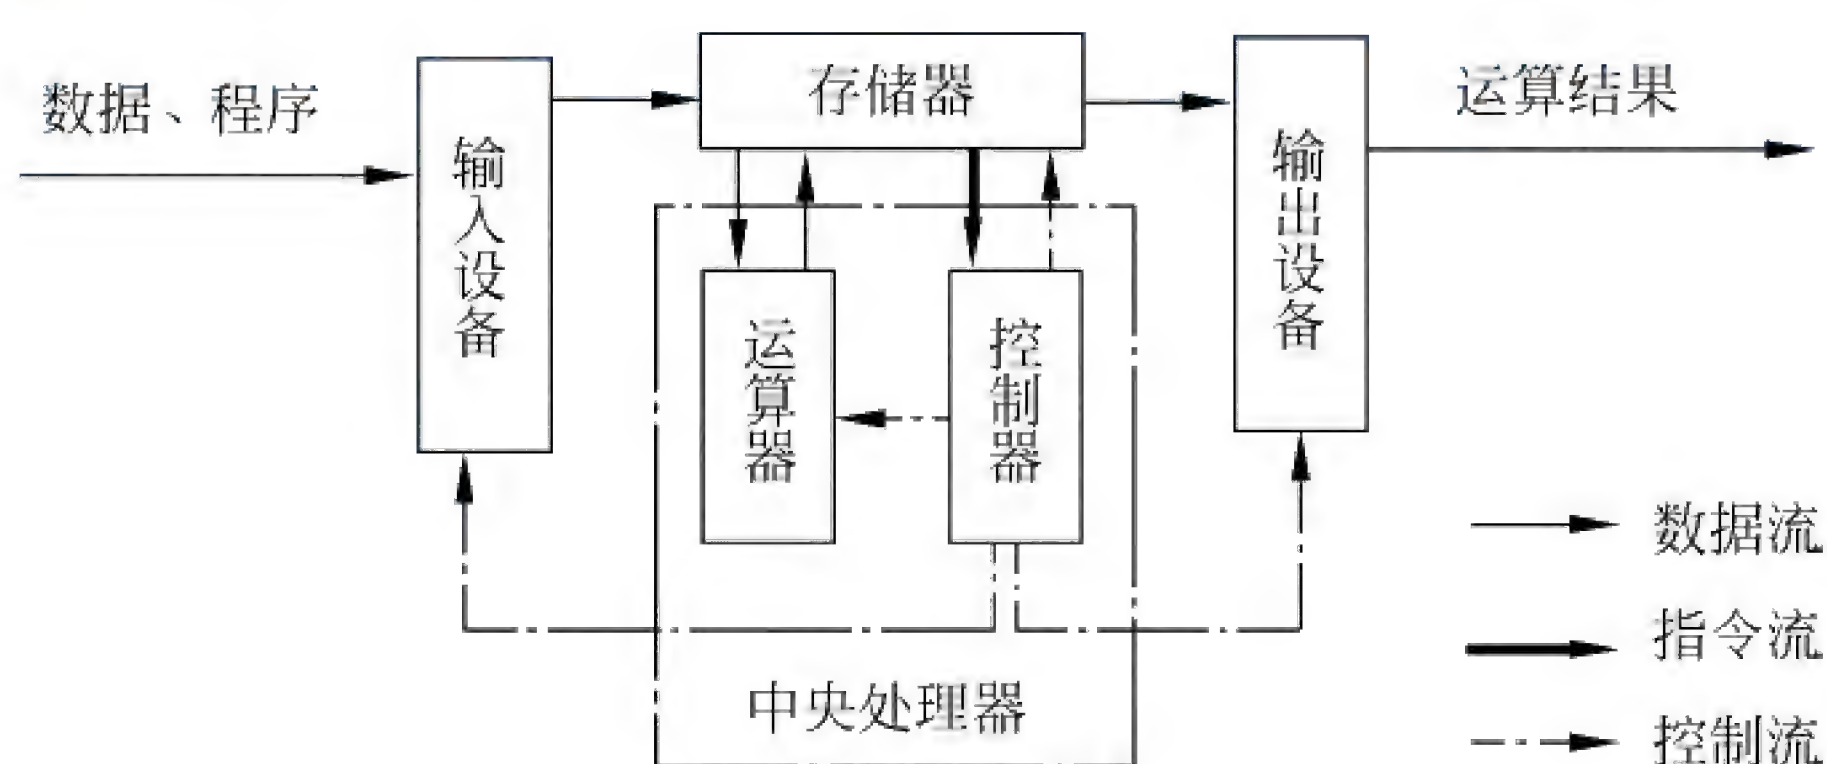 数据、程序
输入设备
存储器
运算器
控制器
中央处理器
输出设备
运算结果
数据流
指令流
控制流